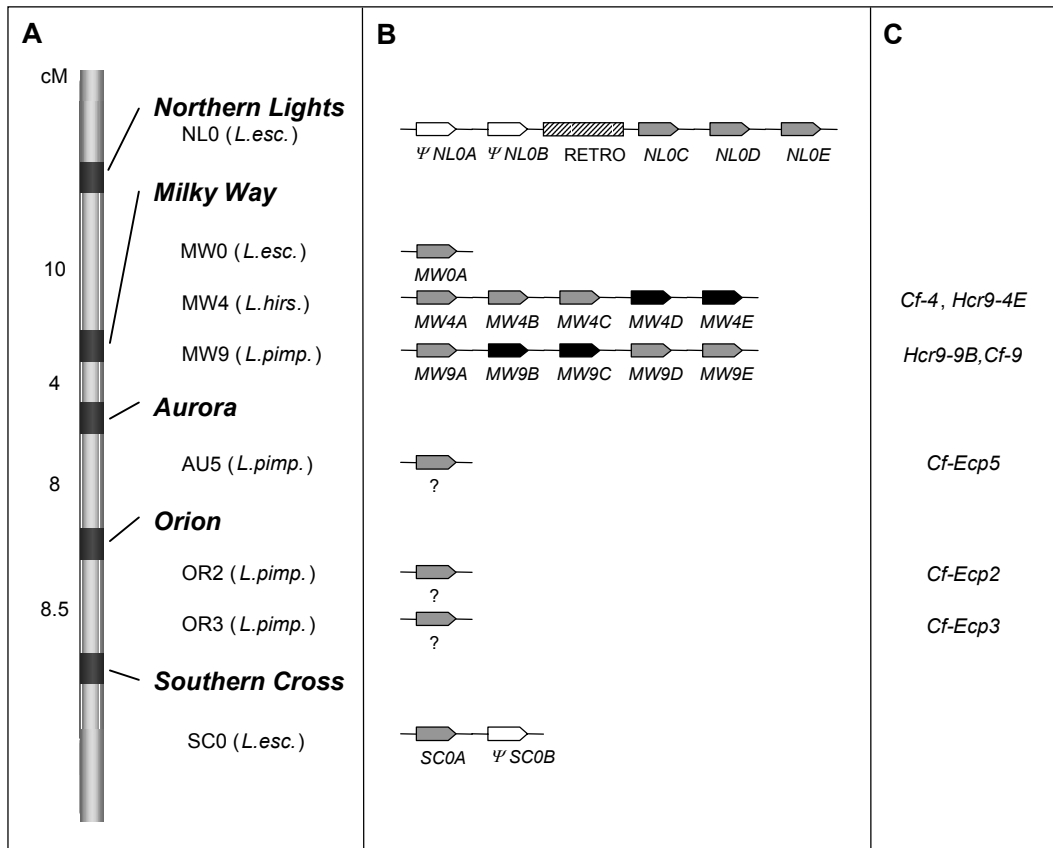 A
B
C
cM
Northern Lights
NL0 (L.esc.)
Ψ NL0A
Ψ NL0B
RETRO
NL0C
NL0D
NL0E
Milky Way
MW0 (L.esc.)
MW0A
10
MW4 (L.hirs.)
MW4A
MW4B
MW4C
MW4D
MW4E
Cf-4, Hcr9-4E
MW9 (L.pimp.)
MW9A
MW9B
MW9C
MW9D
MW9E
Hcr9-9B,Cf-9
4
Aurora
AU5 (L.pimp.)
?
Cf-Ecp5
8
Orion
OR2 (L.pimp.)
?
Cf-Ecp2
8.5
OR3 (L.pimp.)
?
Cf-Ecp3
Southern Cross
SC0 (L.esc.)
SC0A
Ψ SC0B